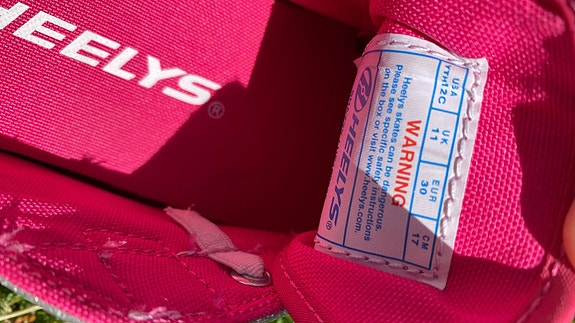 HEELYS®
USA
YTH12C
UK
11
EUR
30
CM
17
WARNING
Heelys skates can be dangerous.
please see specific safety instructions
on the box or visit www.heelys.com.
HEELYS®